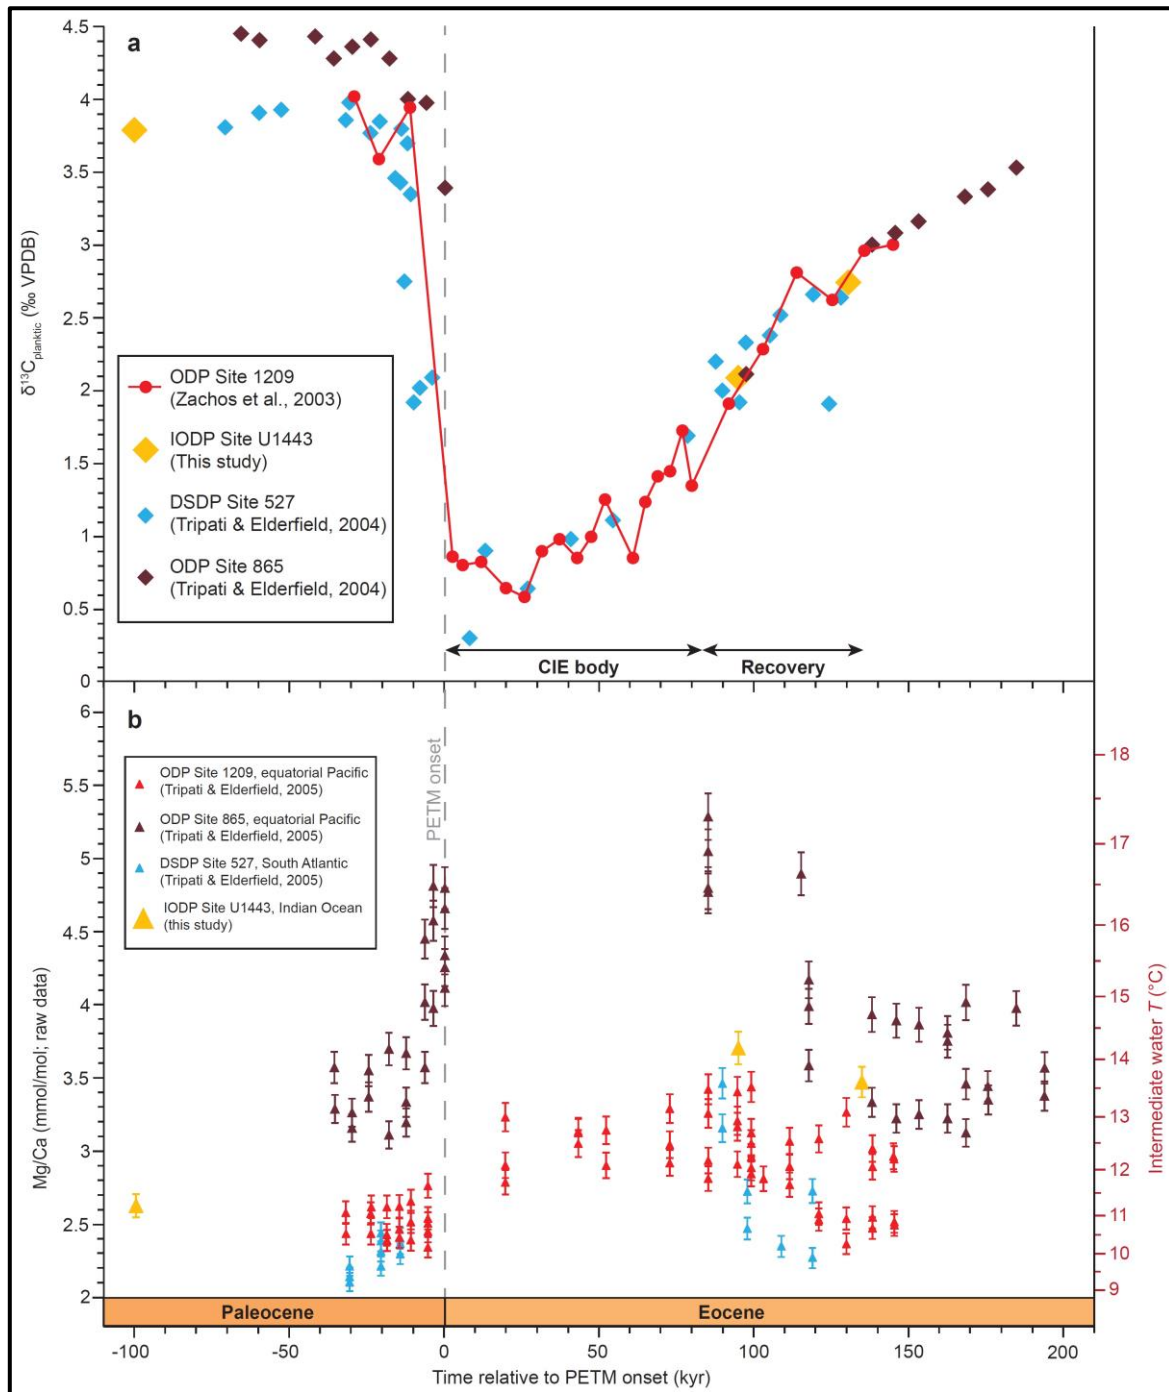 a
4.5
4
3.5
3
2.5
2
1.5
1
0.5
0
δ¹³C planktic (‰ VPDB)
ODP Site 1209
(Zachos et al., 2003)
IODP Site U1443
(This study)
DSDP Site 527
(Tripati & Elderfield, 2004)
ODP Site 865
(Tripati & Elderfield, 2004)
CIE body
Recovery
b
6
5.5
5
4.5
4
3.5
3
2.5
2
Mg/Ca (mmol/mol; raw data)
ODP Site 1209, equatorial Pacific
(Tripati & Elderfield, 2005)
ODP Site 865, equatorial Pacific
(Tripati & Elderfield, 2005)
DSDP Site 527, South Atlantic
(Tripati & Elderfield, 2005)
IODP Site U1443, Indian Ocean
(this study)
PETM onset
18
17
16
15
14
13
12
11
10
9
Intermediate water T (°C)
Paleocene
Eocene
-100
-50
0
50
100
150
200
Time relative to PETM onset (kyr)